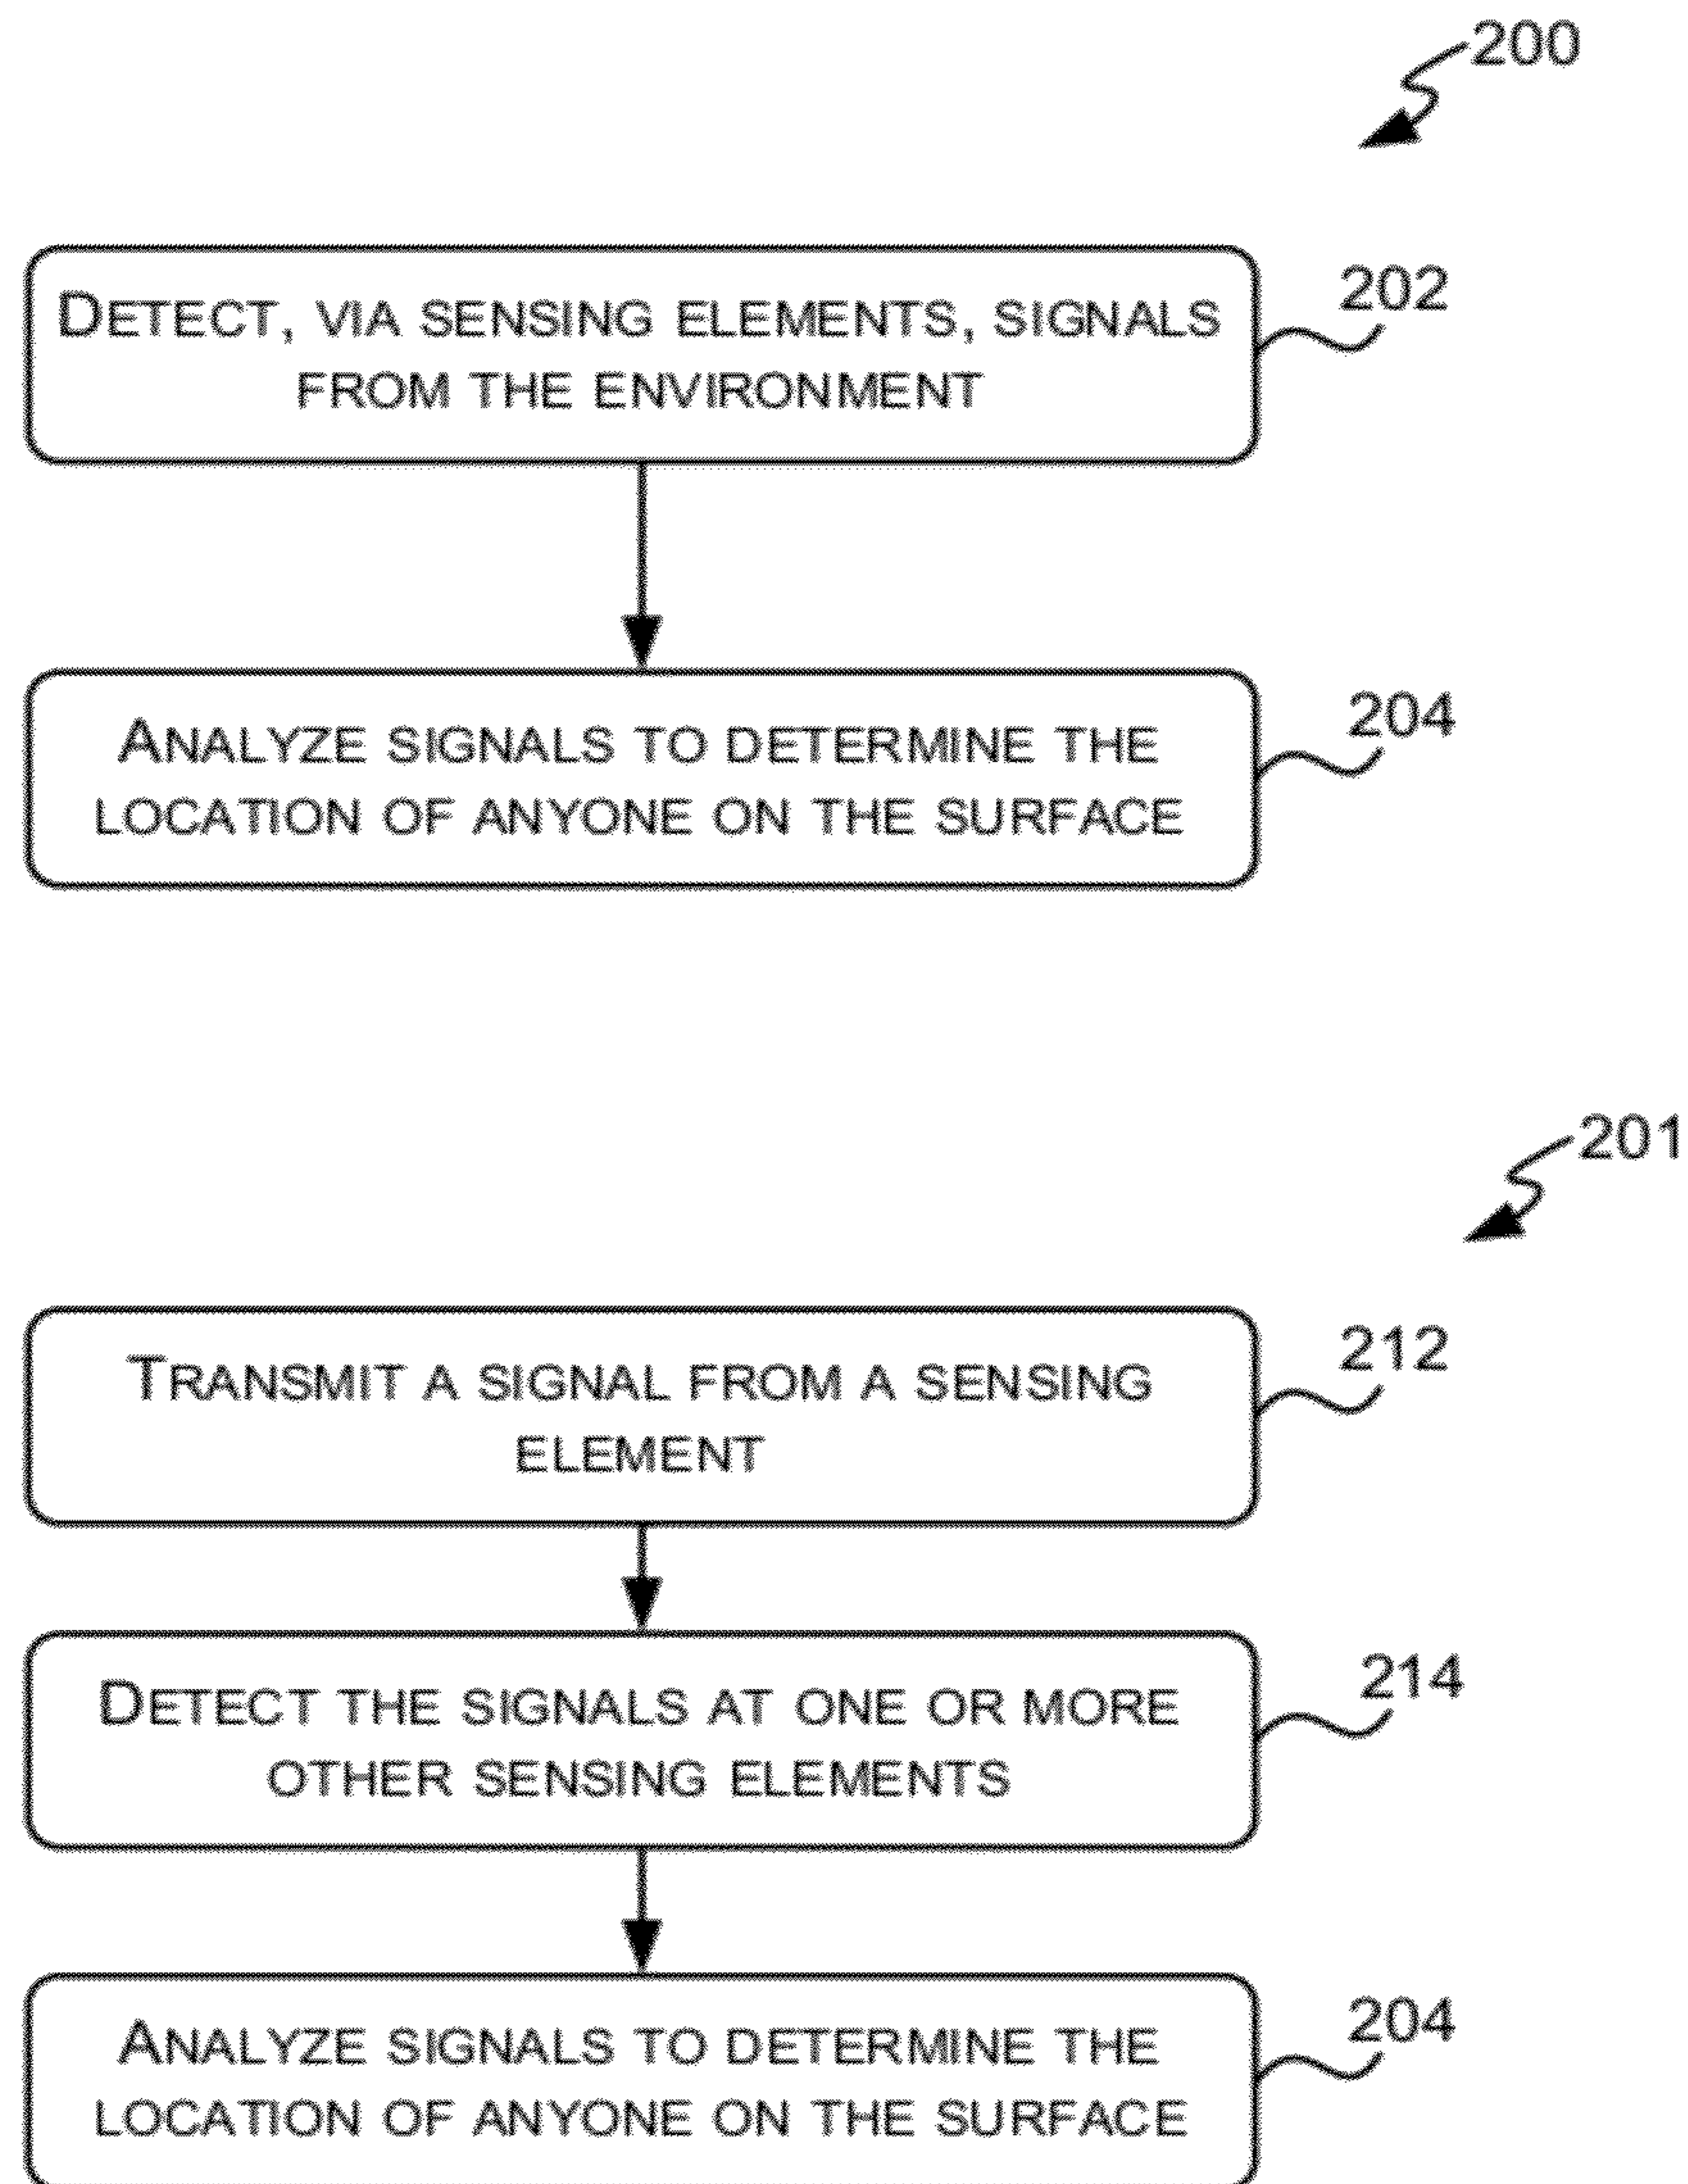 200
DETECT, VIA SENSING ELEMENTS, SIGNALS
FROM THE ENVIRONMENT
202
ANALYZE SIGNALS TO DETERMINE THE
LOCATION OF ANYONE ON THE SURFACE
204
201
TRANSMIT A SIGNAL FROM A SENSING
ELEMENT
212
DETECT THE SIGNALS AT ONE OR MORE
OTHER SENSING ELEMENTS
214
ANALYZE SIGNALS TO DETERMINE THE
LOCATION OF ANYONE ON THE SURFACE
204